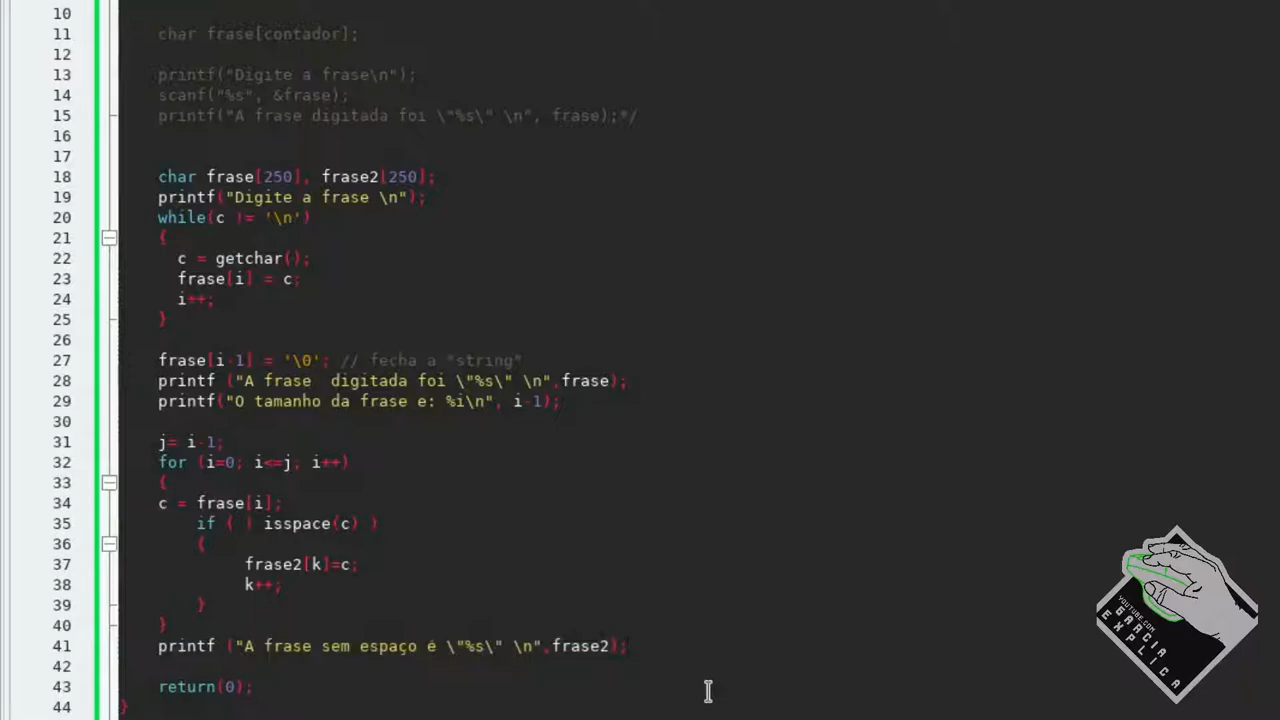 10
11 char frase[contador];
12
13 printf("Digite a frase\n");
14 scanf("%s", &frase);
15 printf("A frase digitada foi \"%s\" \n", frase);*/
16
17
18 char frase[250], frase2[250];
19 printf("Digite a frase \n");
20 while(c != '\n')
21 {
22 c = getchar();
23 frase[i] = c;
24 i++;
25 }
26
27 frase[i-1] = '\0'; // fecha a "string"
28 printf ("A frase  digitada foi \"%s\" \n",frase);
29 printf("O tamanho da frase e: %i\n", i-1);
30
31 j= i-1;
32 for (i=0; i<=j; i++)
33 {
34 c = frase[i];
35 if ( ! isspace(c) )
36 {
37 frase2[k]=c;
38 k++;
39 }
40 }
41 printf ("A frase sem espaço é \"%s\" \n",frase2);
42
43 return(0);
44 }
YOUTUBE.COM
GARCIA
EXPLICA